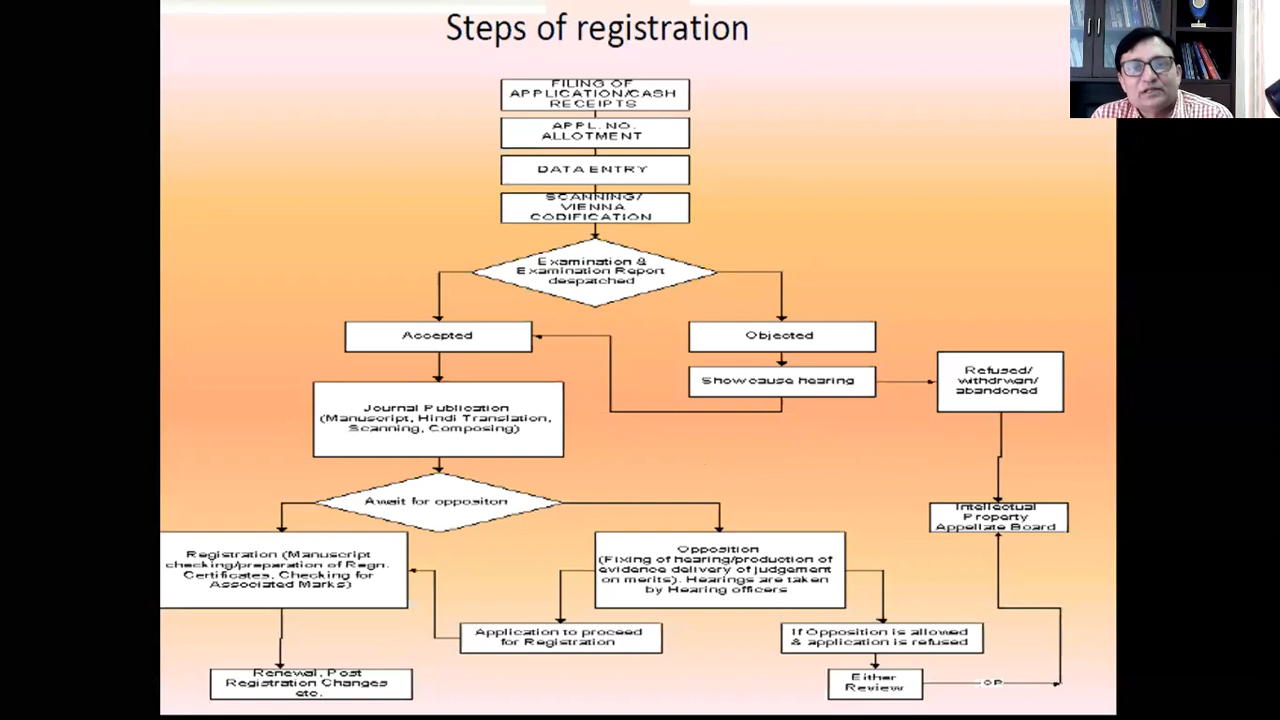 Steps of registration
FILING OF
APPLICATION/CASH
RECEIPTS
APPL. NO.
ALLOTMENT
DATA ENTRY
SCANNING/
VIENNA
CODIFICATION
Examination &
Examination Report
despatched
Accepted
Objected
Show cause hearing
Refused/
withdrwan/
abandoned
Journal Publication
(Manuscript, Hindi Translation,
Scanning, Composing)
Await for oppositon
Intellectual
Property
Appellate Board
Registration (Manuscript
checking/preparation of Regn.
Certificates, Checking for
Associated Marks)
Opposition
(Fixing of hearing/production of
evidence delivery of judgement
on merits). Hearings are taken
by Hearing officers
Application to proceed
for Registration
If Opposition is allowed
& application is refused
Renewal, Post
Registration Changes
etc.
Either
Review
OR